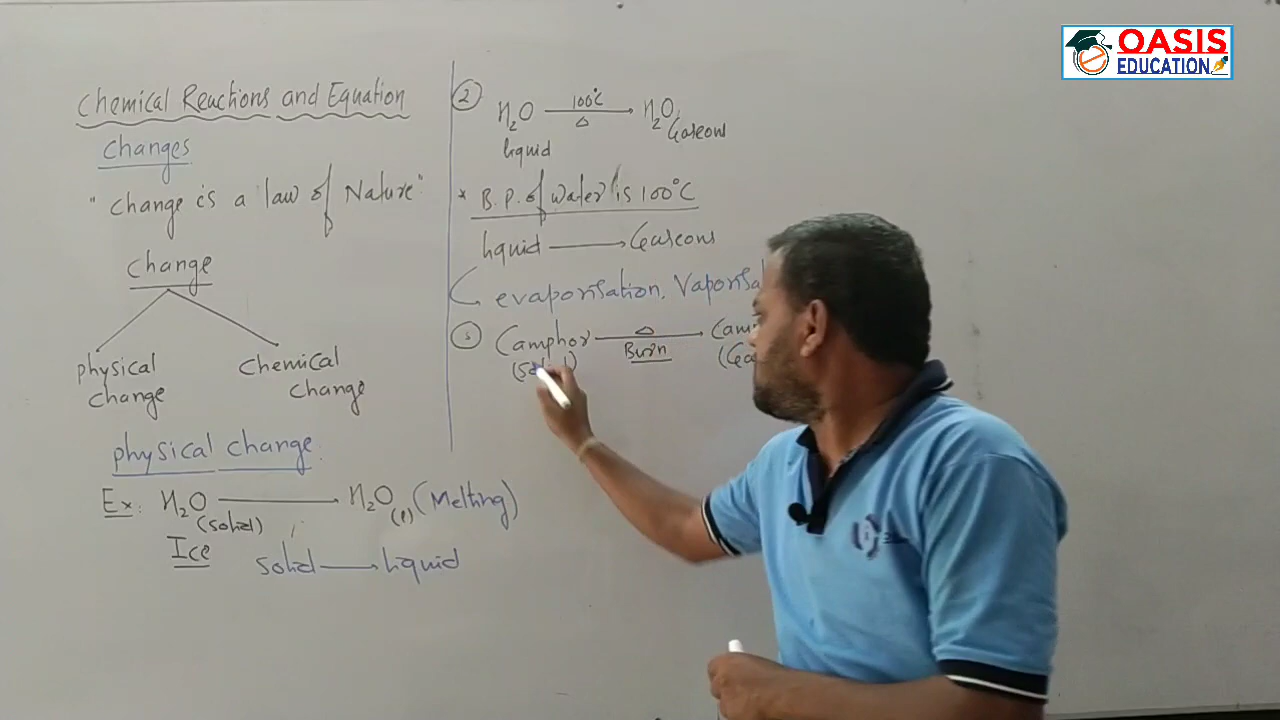 Chemical Reactions and Equation
Changes
"Change is a law of Nature"
Change
physical change
Chemical change
physical change
Ex: H₂O ⟶ H₂O (l) (Melting)
(solid)
Ice
solid ⟶ liquid
② H₂O ⟶ H₂O
100°C
△
liquid
Gaseous
* B.P. of water is 100°C
liquid ⟶ Gaseous
evaporisation,
③ Camphor ⟶
△
Burn
OASIS
EDUCATION